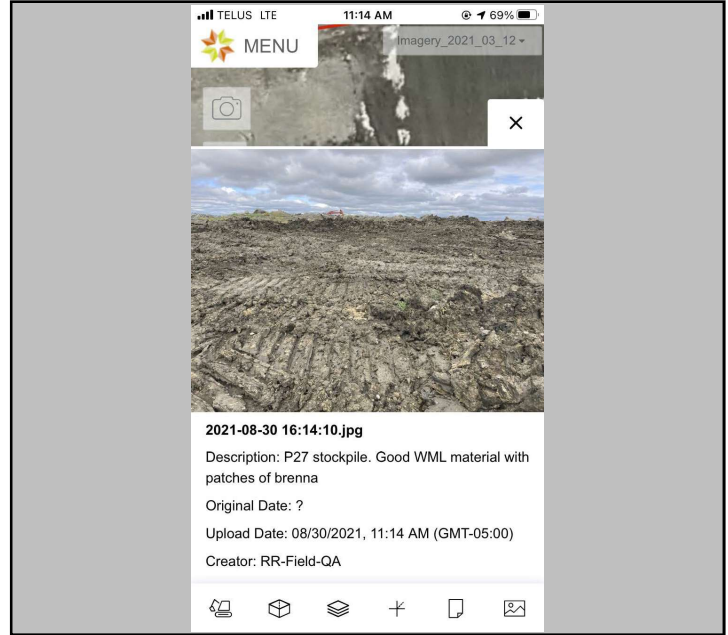 TELUS LTE 11:14 AM 69%
MENU
Imagery_2021_03_12
2021-08-30 16:14:10.jpg
Description: P27 stockpile. Good WML material with
patches of brenna
Original Date: ?
Upload Date: 08/30/2021, 11:14 AM (GMT-05:00)
Creator: RR-Field-QA